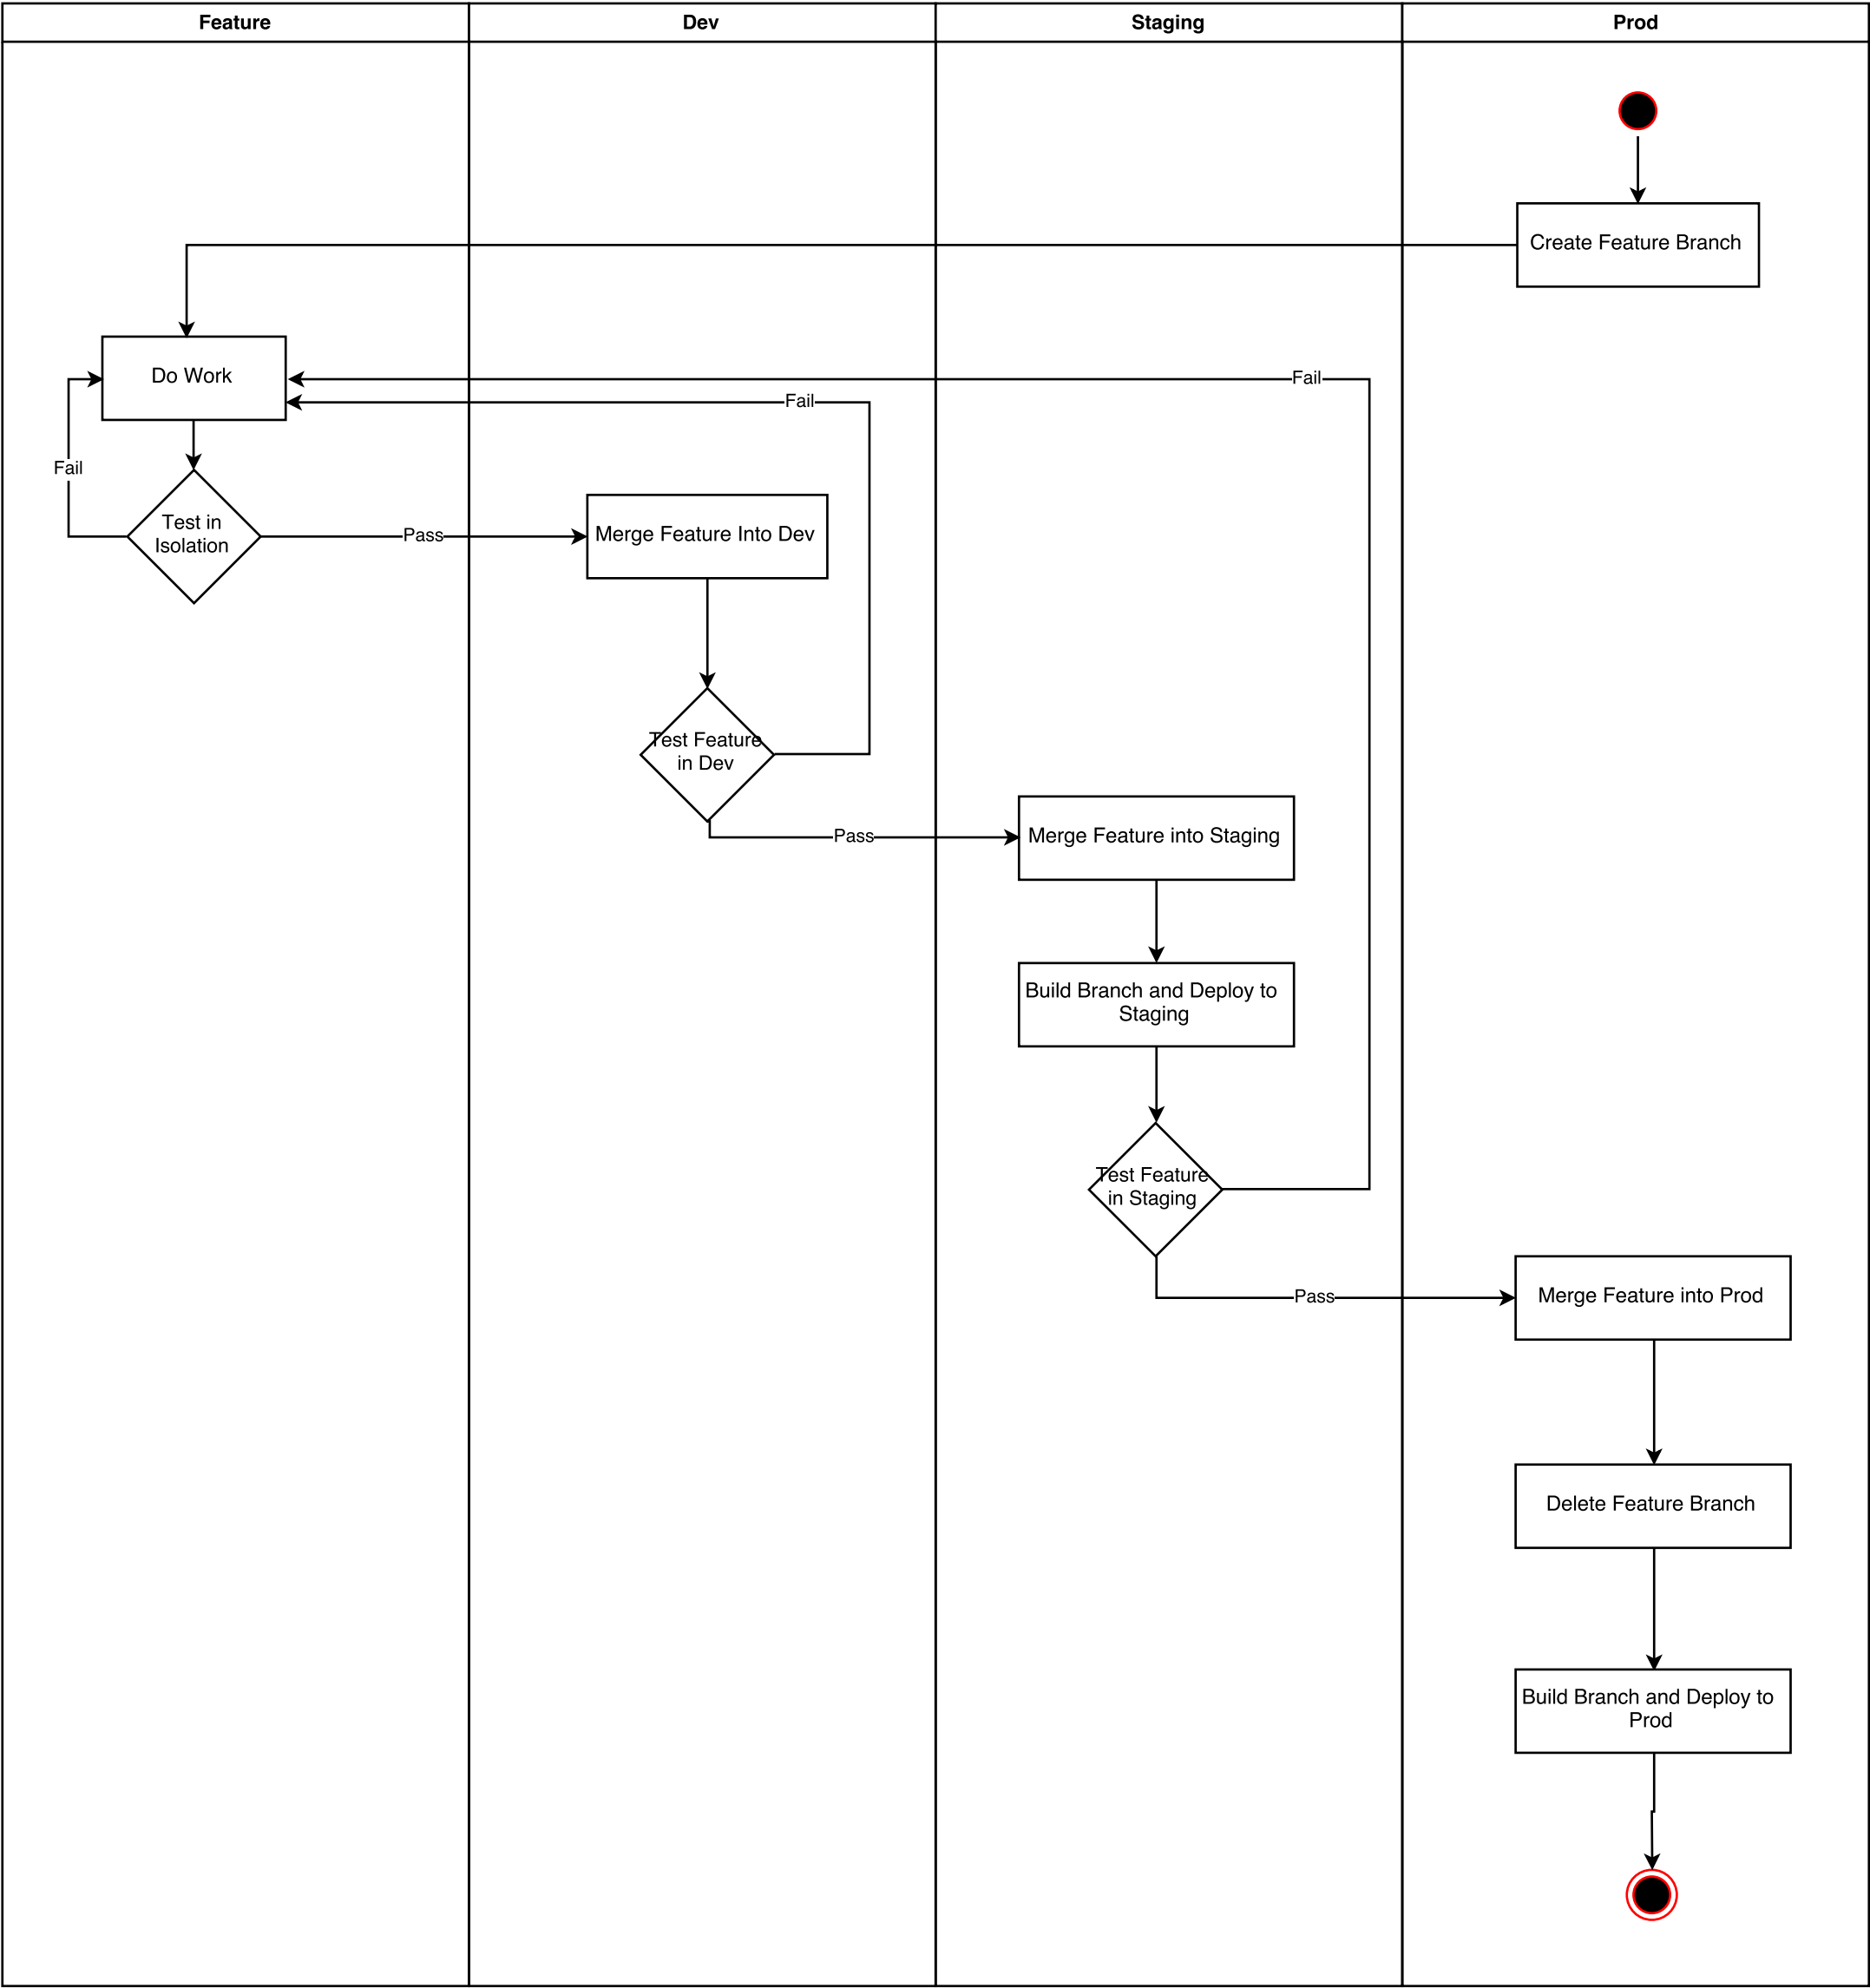 Feature
Dev
Staging
Prod
Create Feature Branch
Do Work
Fail
Fail
Fail
Test in
Isolation
Pass
Merge Feature Into Dev
Test Feature
in Dev
Pass
Merge Feature into Staging
Build Branch and Deploy to
Staging
Test Feature
in Staging
Pass
Merge Feature into Prod
Delete Feature Branch
Build Branch and Deploy to
Prod